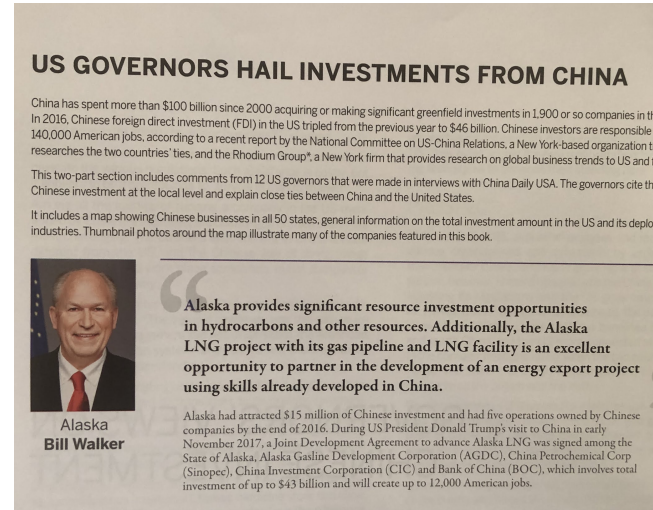 US GOVERNORS HAIL INVESTMENTS FROM CHINA
China has spent more than $100 billion since 2000 acquiring or making significant greenfield investments in 1,900 or so companies in
In 2016, Chinese foreign direct investment (FDI) in the US tripled from the previous year to $46 billion. Chinese investors are responsible
140,000 American jobs, according to a recent report by the National Committee on US-China Relations, a New York-based organization
researches the two countries' ties, and the Rhodium Group*, a New York firm that provides research on global business trends to US and
This two-part section includes comments from 12 US governors that were made in interviews with China Daily USA. The governors cite
Chinese investment at the local level and explain close ties between China and the United States.
It includes a map showing Chinese businesses in all 50 states, general information on the total investment amount in the US and its
industries. Thumbnail photos around the map illustrate many of the companies featured in this book.
“
Alaska provides significant resource investment opportunities
in hydrocarbons and other resources. Additionally, the Alaska
LNG project with its gas pipeline and LNG facility is an excellent
opportunity to partner in the development of an energy export project
using skills already developed in China.
Alaska
Bill Walker
Alaska had attracted $15 million of Chinese investment and had five operations owned by Chinese
companies by the end of 2016. During US President Donald Trump's visit to China in early
November 2017, a Joint Development Agreement to advance Alaska LNG was signed among the
State of Alaska, Alaska Gasline Development Corporation (AGDC), China Petrochemical Corp
(Sinopec), China Investment Corporation (CIC) and Bank of China (BOC), which involves total
investment of up to $43 billion and will create up to 12,000 American jobs.